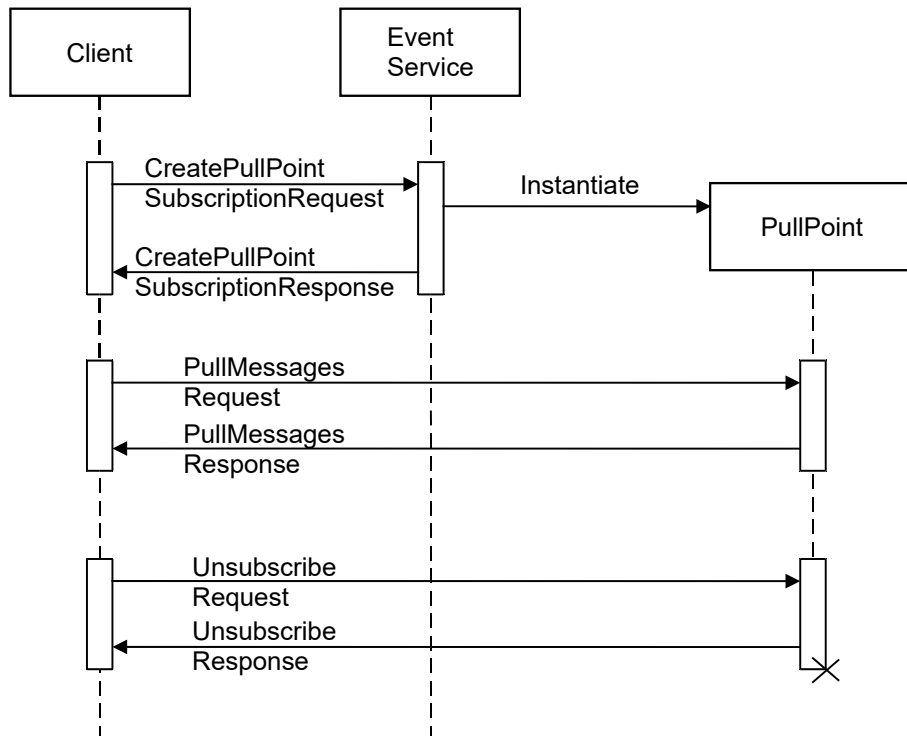 Client
Event
Service
CreatePullPoint
SubscriptionRequest
Instantiate
PullPoint
CreatePullPoint
SubscriptionResponse
PullMessages
Request
PullMessages
Response
Unsubscribe
Request
Unsubscribe
Response